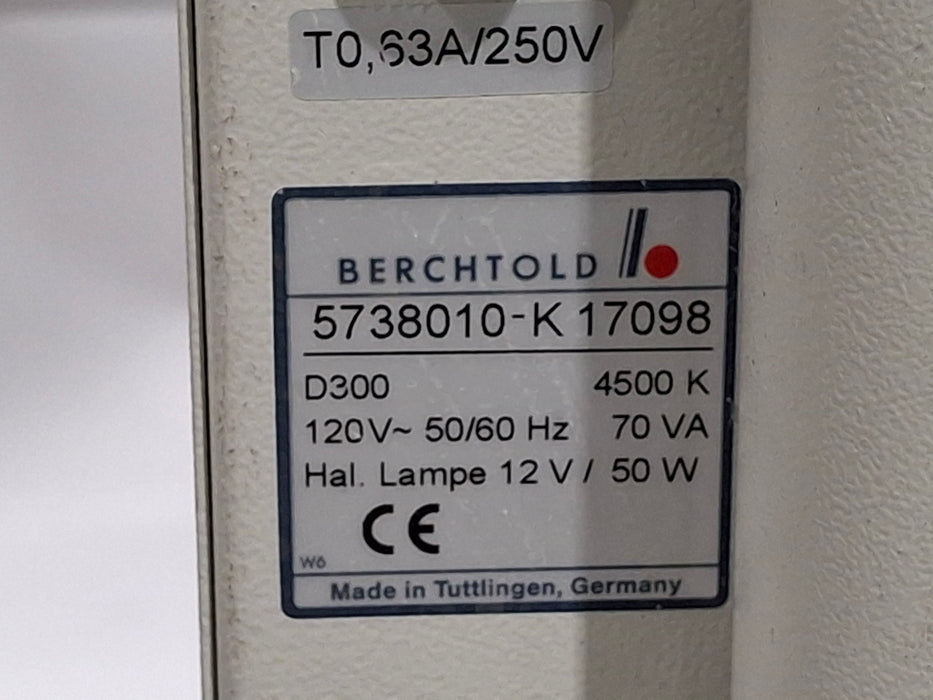 T0,63A/250V
BERCHTOLD
5738010-K 17098
D300 4500 K
120V~ 50/60 Hz 70 VA
Hal. Lampe 12 V / 50 W
CE
Wö
Made in Tuttlingen, Germany